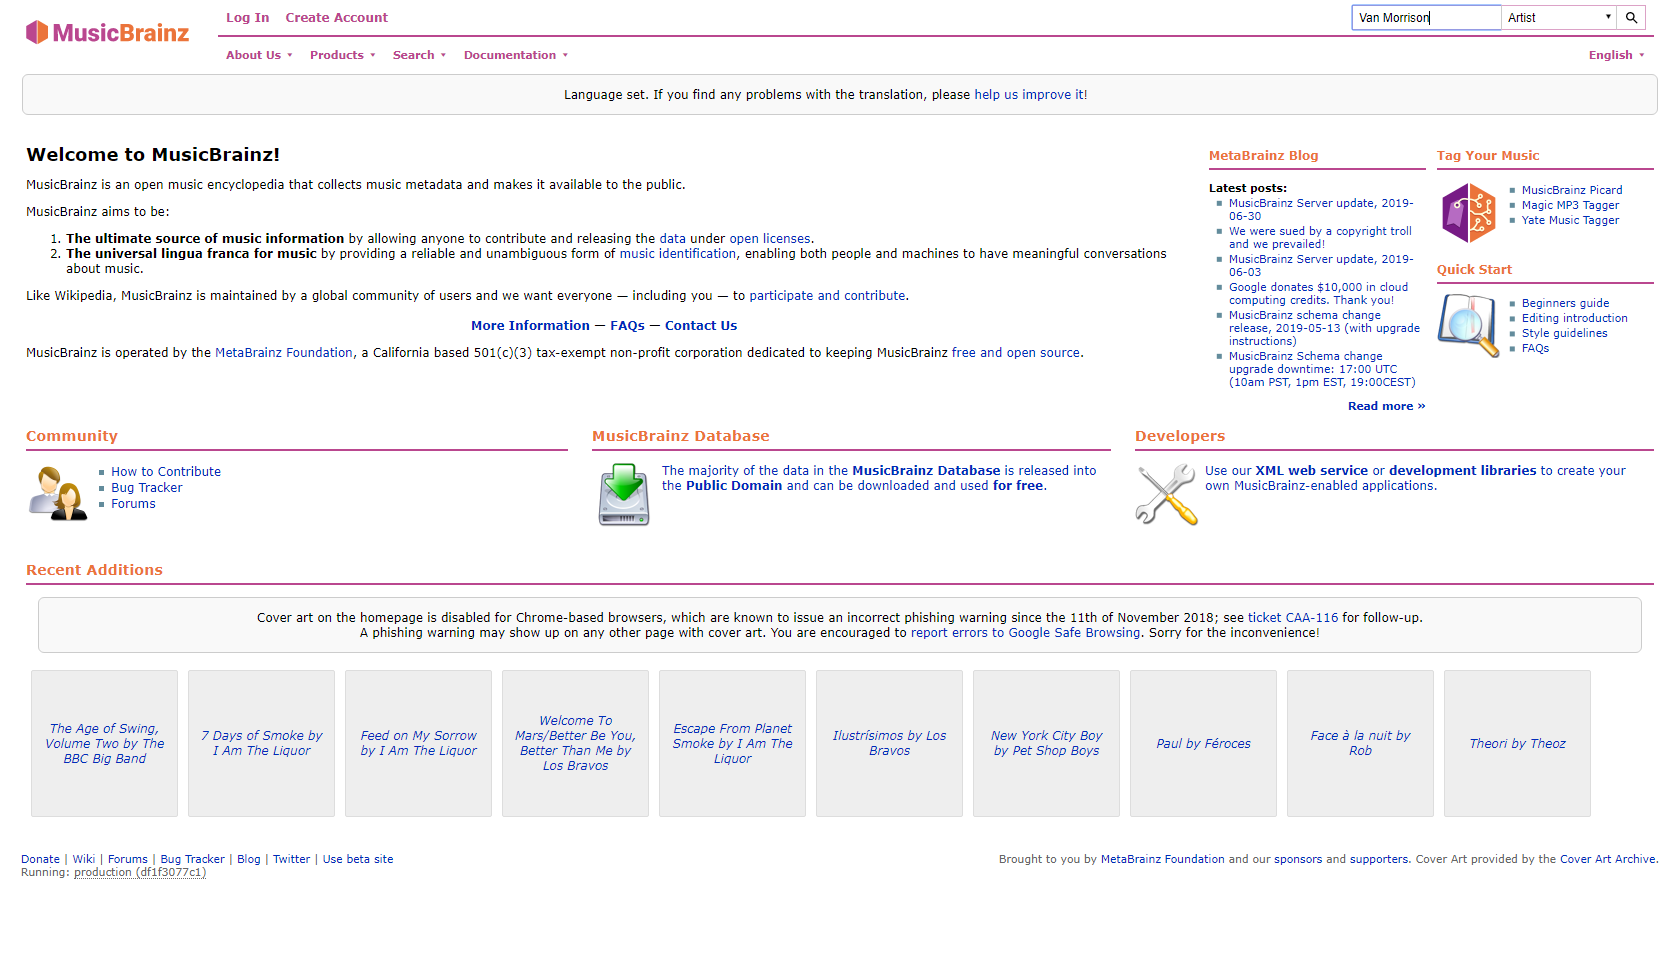 MusicBrainz
Log In Create Account
Van Morrison Artist
About Us Products Search Documentation English
Language set. If you find any problems with the translation, please help us improve it!
Welcome to MusicBrainz!
MusicBrainz is an open music encyclopedia that collects music metadata and makes it available to the public.
MusicBrainz aims to be:
1. The ultimate source of music information by allowing anyone to contribute and releasing the data under open licenses.
2. The universal lingua franca for music by providing a reliable and unambiguous form of music identification, enabling both people and machines to have meaningful conversations
about music.
Like Wikipedia, MusicBrainz is maintained by a global community of users and we want everyone — including you — to participate and contribute.
More Information — FAQs — Contact Us
MusicBrainz is operated by the MetaBrainz Foundation, a California based 501(c)(3) tax-exempt non-profit corporation dedicated to keeping MusicBrainz free and open source.
MetaBrainz Blog
Latest posts:
MusicBrainz Server update, 2019-
06-30
We were sued by a copyright troll
and we prevailed!
MusicBrainz Server update, 2019-
06-03
Google donates $10,000 in cloud
computing credits. Thank you!
MusicBrainz schema change
release, 2019-05-13 (with upgrade
instructions)
MusicBrainz Schema change
upgrade downtime: 17:00 UTC
(10am PST, 1pm EST, 19:00CEST)
Read more »
Tag Your Music
MusicBrainz Picard
Magic MP3 Tagger
Yate Music Tagger
Quick Start
Beginners guide
Editing introduction
Style guidelines
FAQs
Community
How to Contribute
Bug Tracker
Forums
MusicBrainz Database
The majority of the data in the MusicBrainz Database is released into
the Public Domain and can be downloaded and used for free.
Developers
Use our XML web service or development libraries to create your
own MusicBrainz-enabled applications.
Recent Additions
Cover art on the homepage is disabled for Chrome-based browsers, which are known to issue an incorrect phishing warning since the 11th of November 2018; see ticket CAA-116 for follow-up.
A phishing warning may show up on any other page with cover art. You are encouraged to report errors to Google Safe Browsing. Sorry for the inconvenience!
The Age of Swing,
Volume Two by The
BBC Big Band
7 Days of Smoke by
I Am The Liquor
Feed on My Sorrow
by I Am The Liquor
Welcome To
Mars/Better Be You,
Better Than Me by
Los Bravos
Escape From Planet
Smoke by I Am The
Liquor
Ilustrísimos by Los
Bravos
New York City Boy
by Pet Shop Boys
Paul by Féroces
Face à la nuit by
Rob
Theori by Theoz
Donate | Wiki | Forums | Bug Tracker | Blog | Twitter | Use beta site
Running: production (df1f3077c1)
Brought to you by MetaBrainz Foundation and our sponsors and supporters. Cover Art provided by the Cover Art Archive.